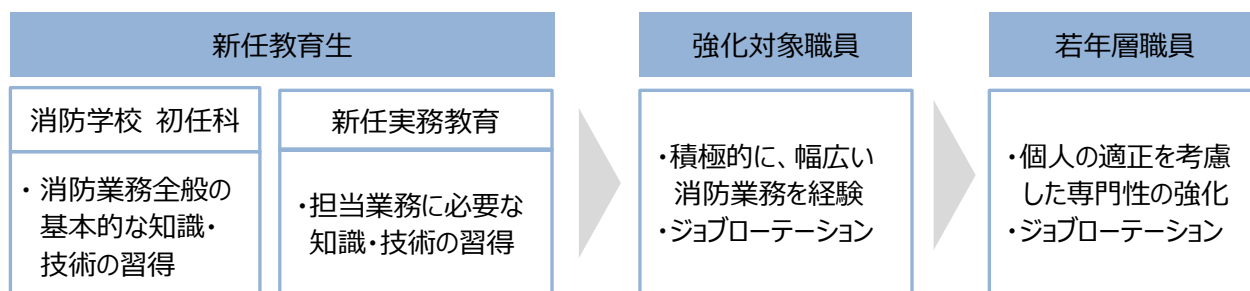 新任教育生
消防学校 初任科
・ 消防業務全般の
基本的な知識・
技術の習得
新任実務教育
・担当業務に必要な
知識・技術の習得
強化対象職員
・積極的に、幅広い
消防業務を経験
・ジョブローテーション
若年層職員
・個人の適正を考慮
した専門性の強化
・ジョブローテーション